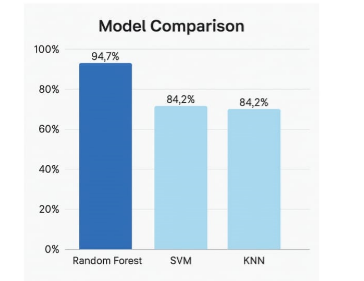 Model Comparison
100%
94,7%
80%
84,2%
84,2%
60%
40%
20%
0%
Random Forest
SVM
KNN